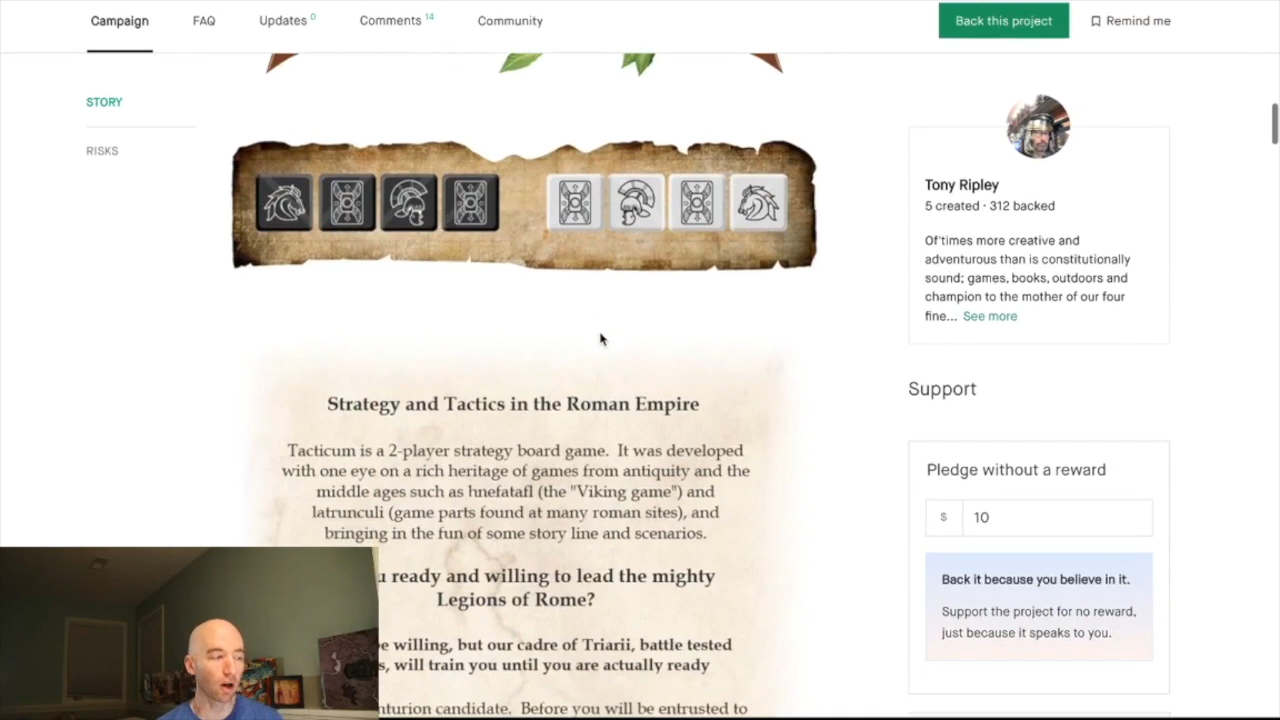 Campaign
FAQ
Updates 0
Comments 14
Community
Back this project
Remind me
STORY
RISKS
Tony Ripley
5 created · 312 backed
Of'times more creative and
adventurous than is constitutionally
sound; games, books, outdoors and
champion to the mother of our four
fine... See more
Strategy and Tactics in the Roman Empire
Tacticum is a 2-player strategy board game. It was developed
with one eye on a rich heritage of games from antiquity and the
middle ages such as hnefatafl (the "Viking game") and
latrunculi (game parts found at many roman sites), and
bringing in the fun of some story line and scenarios.
ready and willing to lead the mighty
Legions of Rome?
willing, but our cadre of Triarii, battle tested
will train you until you are actually ready
candidate. Before you will be entrusted to
Support
Pledge without a reward
$ 10
Back it because you believe in it.
Support the project for no reward,
just because it speaks to you.